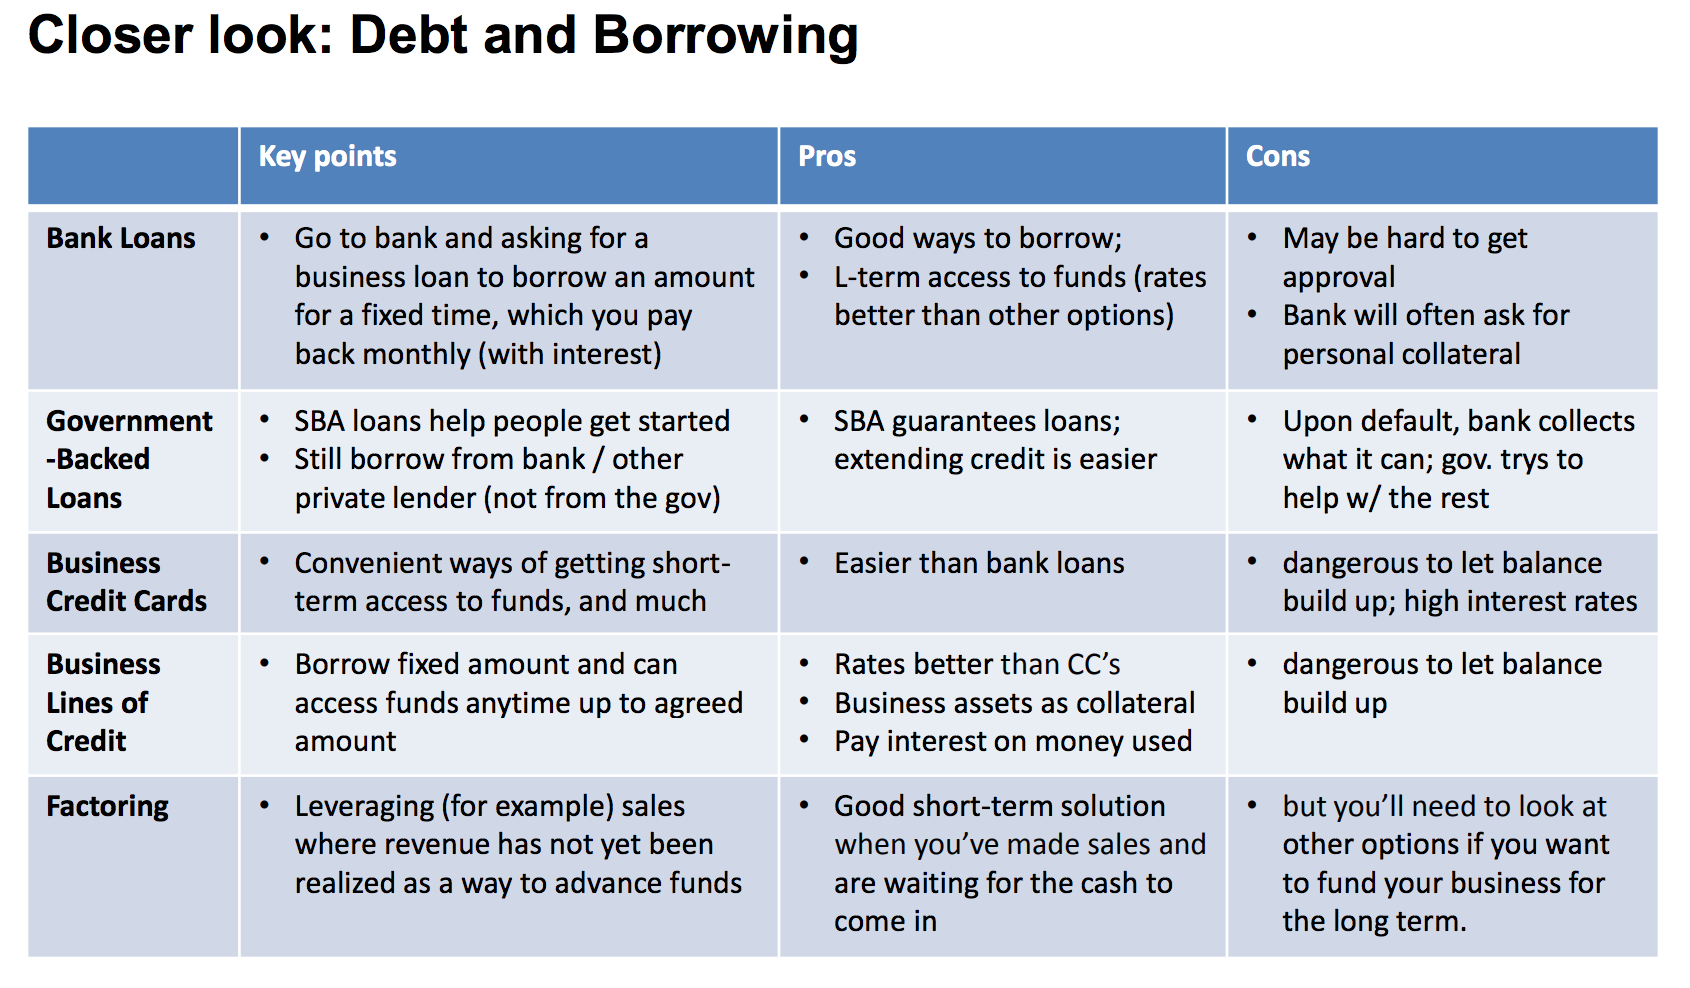 Closer look: Debt and Borrowing
Key points
Pros
Cons
Bank Loans
• Go to bank and asking for a
business loan to borrow an amount
for a fixed time, which you pay
back monthly (with interest)
• Good ways to borrow;
• L-term access to funds (rates
better than other options)
• May be hard to get
approval
• Bank will often ask for
personal collateral
Government
-Backed
Loans
• SBA loans help people get started
• Still borrow from bank / other
private lender (not from the gov)
• SBA guarantees loans;
extending credit is easier
• Upon default, bank collects
what it can; gov. trys to
help w/ the rest
Business
Credit Cards
• Convenient ways of getting short-
term access to funds, and much
• Easier than bank loans
• dangerous to let balance
build up; high interest rates
Business
Lines of
Credit
• Borrow fixed amount and can
access funds anytime up to agreed
amount
• Rates better than CC’s
• Business assets as collateral
• Pay interest on money used
• dangerous to let balance
build up
Factoring
• Leveraging (for example) sales
where revenue has not yet been
realized as a way to advance funds
• Good short-term solution
when you’ve made sales and
are waiting for the cash to
come in
• but you’ll need to look at
other options if you want
to fund your business for
the long term.